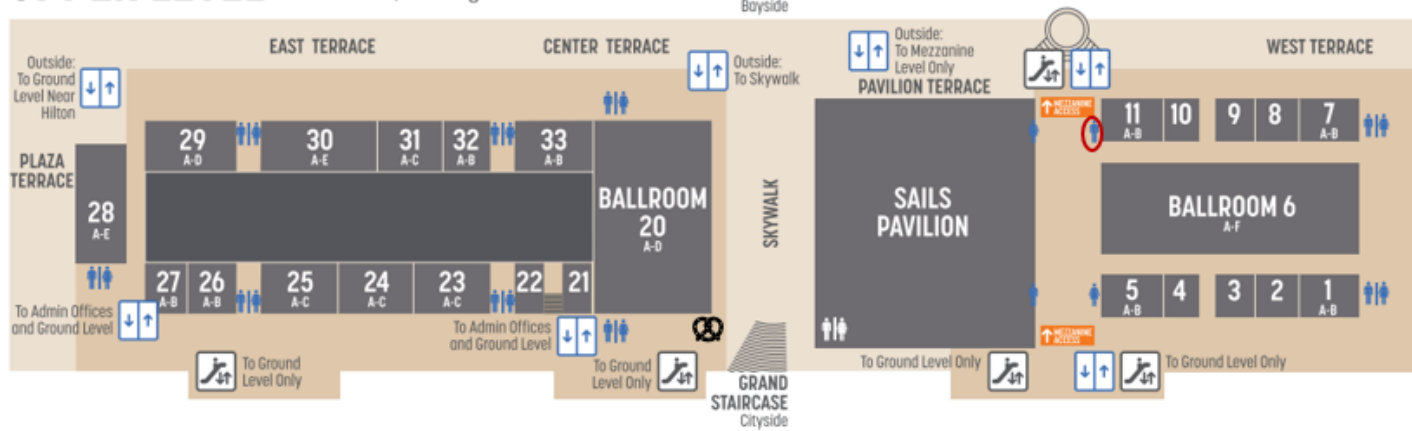 Bayside
EAST TERRACE
CENTER TERRACE
WEST TERRACE
Outside:
To Ground
Level Near
Hilton
Outside:
To Skywalk
Outside:
To Mezzanine
Level Only
PAVILION TERRACE
MEZZANINE
ACCESS
29
A-D
30
A-E
31
A-C
32
A-B
33
A-B
11
A-B
10
9
8
7
A-B
PLAZA
TERRACE
28
A-E
BALLROOM
20
A-D
SKYWALK
SAILS
PAVILION
BALLROOM 6
A-F
27
A-B
26
A-B
25
A-C
24
A-C
23
A-C
22
21
5
A-B
4
3
2
1
A-B
To Admin Offices
and Ground Level
To Admin Offices
and Ground Level
MEZZANINE
ACCESS
To Ground
Level Only
To Ground
Level Only
To Ground Level Only
To Ground Level Only
GRAND
STAIRCASE
Cityside